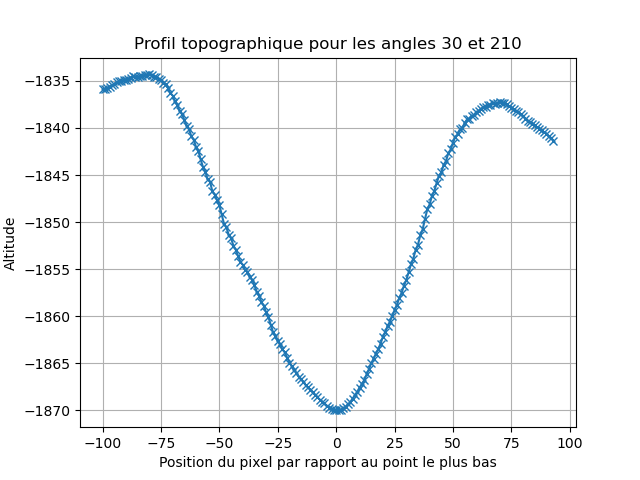 Profil topographique pour les angles 30 et 210
Altitude
−1835
−1840
−1845
−1850
−1855
−1860
−1865
−1870
−100 −75 −50 −25 0 25 50 75 100
Position du pixel par rapport au point le plus bas